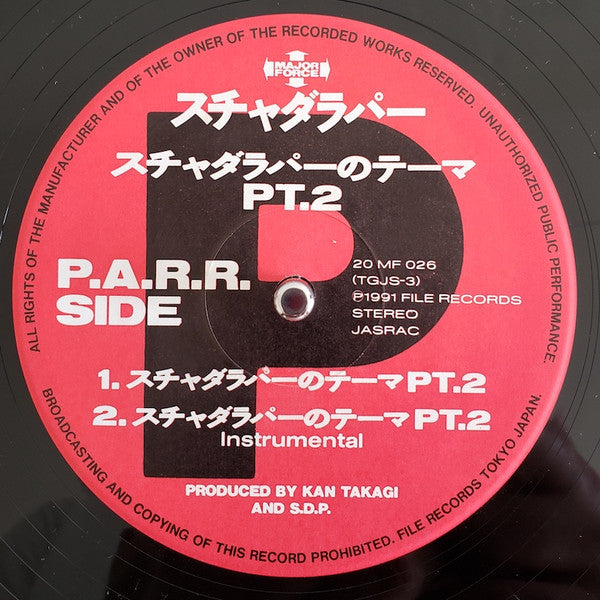 ALL RIGHTS OF THE MANUFACTURER AND OF THE OWNER OF THE RECORDED WORKS RESERVED. UNAUTHORIZED PUBLIC PERFORMANCE.
BROADCASTING AND COPYING OF THIS RECORD PROHIBITED. FILE RECORDS TOKYO JAPAN.
MAJOR
FORCE
スチャダラパー
スチャダラパーのテーマ
PT.2
P
P.A.R.R.
SIDE
20 MF 026
(TGJS-3)
℗1991 FILE RECORDS
STEREO
JASRAC
1. スチャダラパーのテーマPT.2
2. スチャダラパーのテーマPT.2
Instrumental
PRODUCED BY KAN TAKAGI
AND S.D.P.